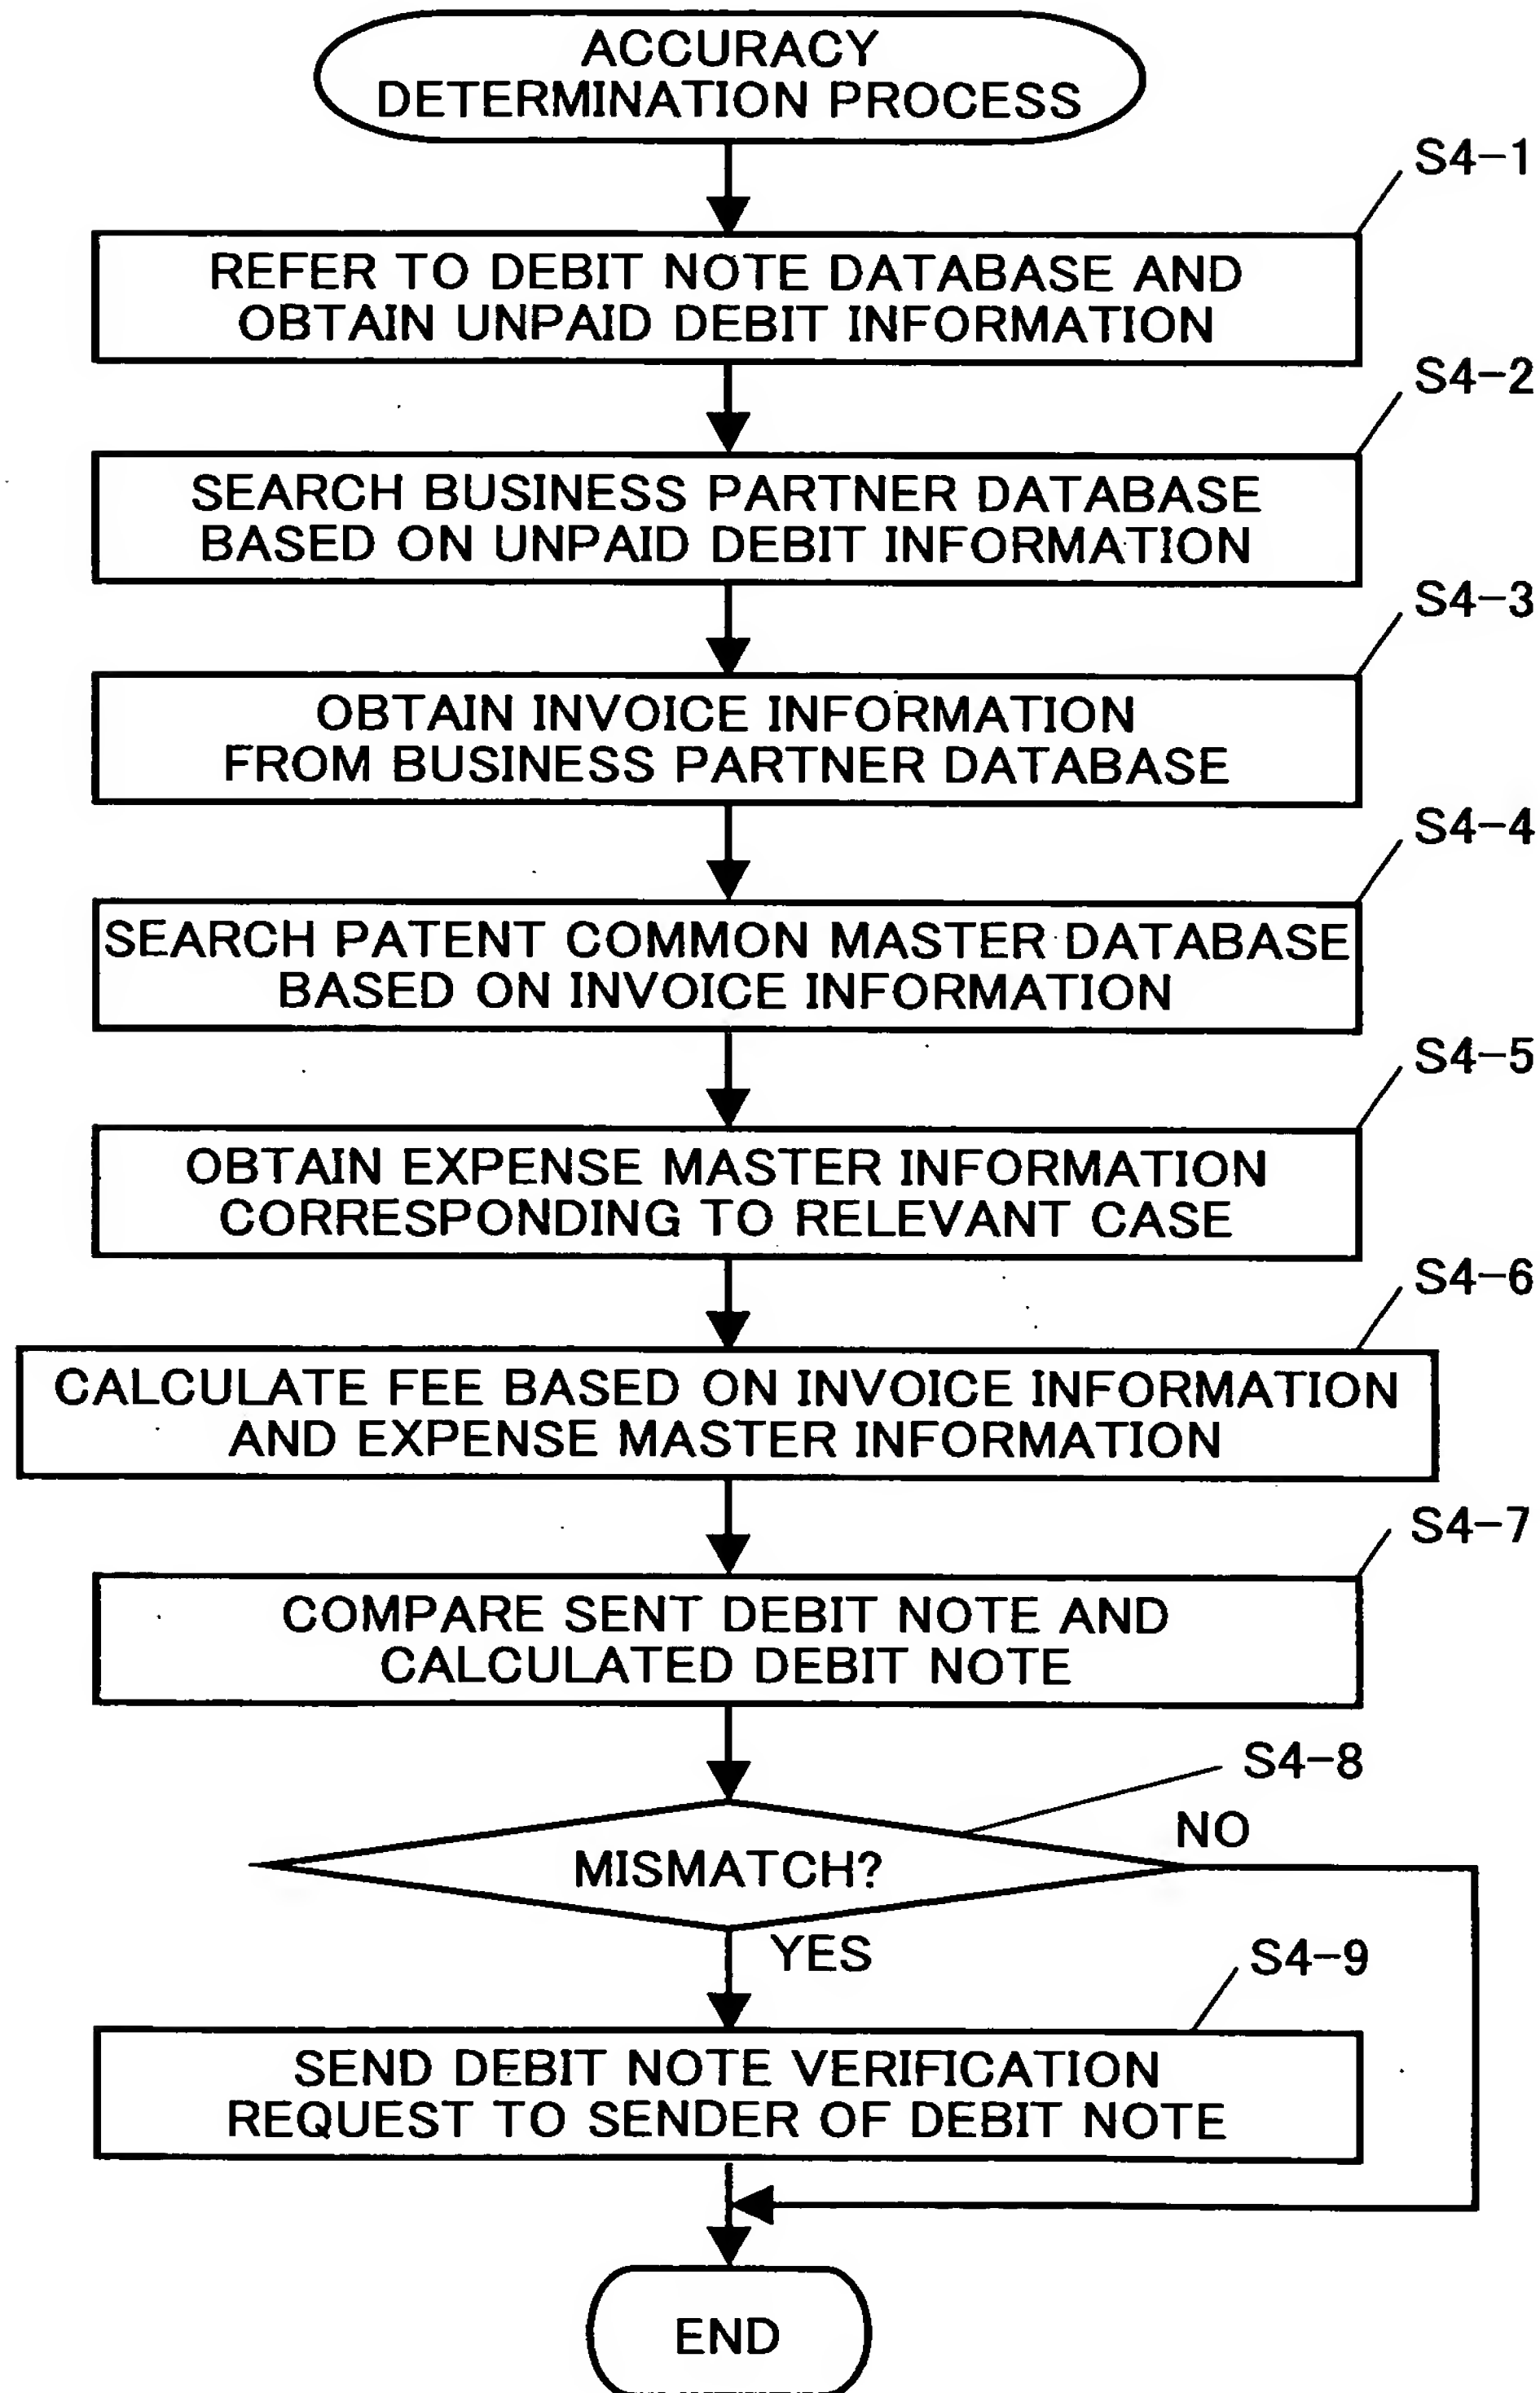 ACCURACY
DETERMINATION PROCESS
S4-1
REFER TO DEBIT NOTE DATABASE AND
OBTAIN UNPAID DEBIT INFORMATION
S4-2
SEARCH BUSINESS PARTNER DATABASE
BASED ON UNPAID DEBIT INFORMATION
S4-3
OBTAIN INVOICE INFORMATION
FROM BUSINESS PARTNER DATABASE
S4-4
SEARCH PATENT COMMON MASTER DATABASE
BASED ON INVOICE INFORMATION
S4-5
OBTAIN EXPENSE MASTER INFORMATION
CORRESPONDING TO RELEVANT CASE
S4-6
CALCULATE FEE BASED ON INVOICE INFORMATION
AND EXPENSE MASTER INFORMATION
S4-7
COMPARE SENT DEBIT NOTE AND
CALCULATED DEBIT NOTE
S4-8
NO
MISMATCH?
YES
S4-9
SEND DEBIT NOTE VERIFICATION
REQUEST TO SENDER OF DEBIT NOTE
END